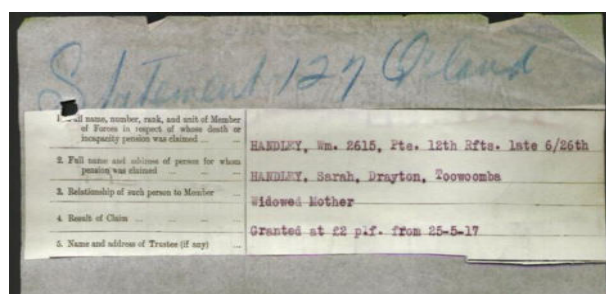 Statement 127 Q'land
1. Full name, number, rank, and unit of Member
of Forces in respect of whose death or
incapacity pension was claimed ... ...
HANDLEY, Wm. 2615, Pte. 12th Rfts. late 6/26th
2. Full name and address of person for whom
pension was claimed ... ... ...
HANDLEY, Sarah, Drayton, Toowoomba
3. Relationship of such person to Member ...
Widowed Mother
4. Result of Claim ... ... ... ...
Granted at £2 p.f. from 25-5-17
5. Name and address of Trustee (if any) ...